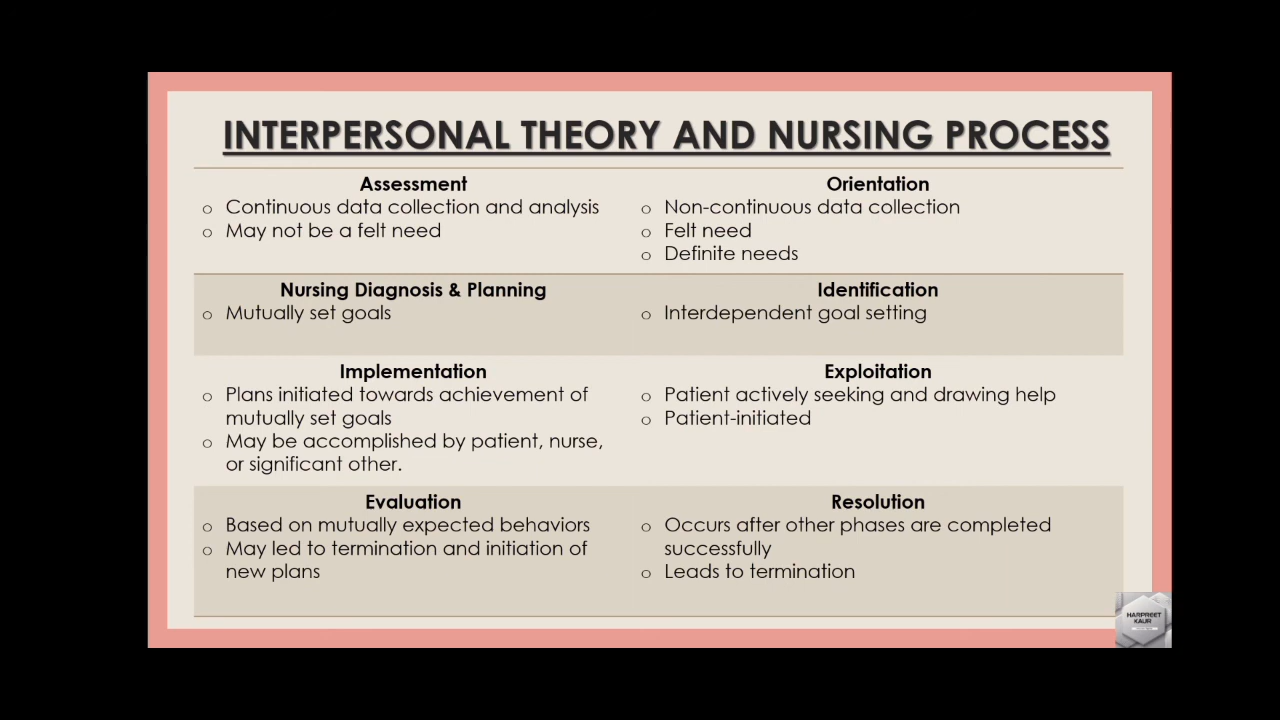 INTERPERSONAL THEORY AND NURSING PROCESS
Assessment
o Continuous data collection and analysis
o May not be a felt need
Orientation
o Non-continuous data collection
o Felt need
o Definite needs
Nursing Diagnosis & Planning
o Mutually set goals
Identification
o Interdependent goal setting
Implementation
o Plans initiated towards achievement of
mutually set goals
o May be accomplished by patient, nurse,
or significant other.
Exploitation
o Patient actively seeking and drawing help
o Patient-initiated
Evaluation
o Based on mutually expected behaviors
o May led to termination and initiation of
new plans
Resolution
o Occurs after other phases are completed
successfully
o Leads to termination
HARPREET
KAUR